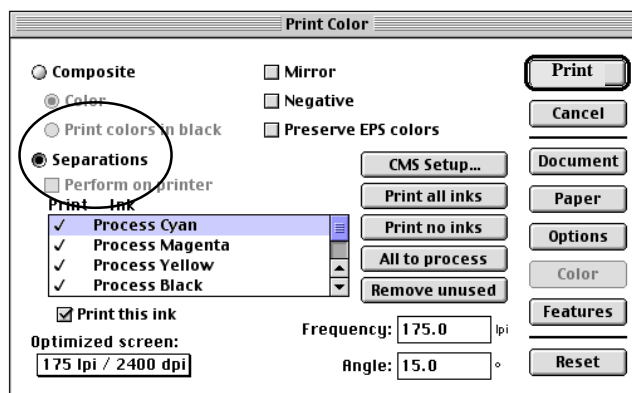 Print Color
Composite
Color
Print colors in black
Separations
Perform on printer
Mirror
Negative
Preserve EPS colors
Print Ink
✓ Process Cyan
✓ Process Magenta
✓ Process Yellow
✓ Process Black
Print this ink
Optimized screen:
175 lpi / 2400 dpi
CMS Setup...
Print all inks
Print no inks
All to process
Remove unused
Frequency: 175.0 lpi
Angle: 15.0 °
Print
Cancel
Document
Paper
Options
Color
Features
Reset